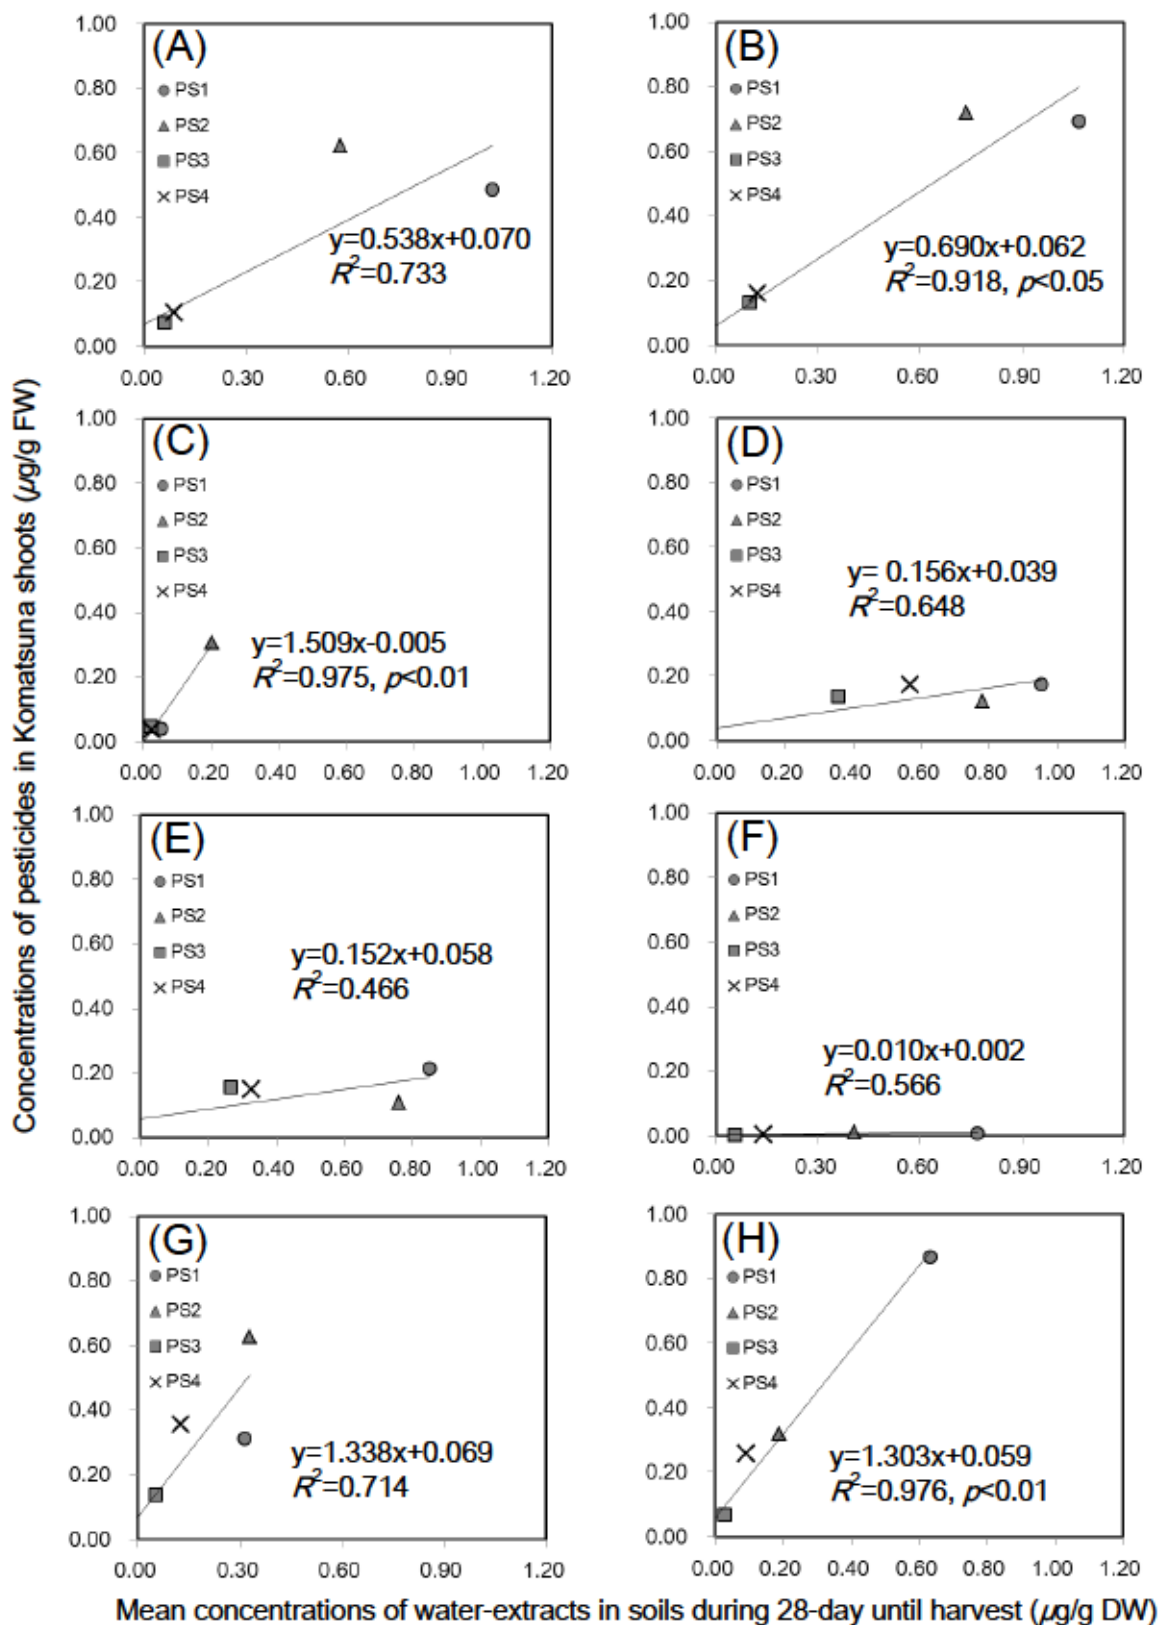 Concentrations of pesticides in Komatsuna shoots (μg/g FW)
(A)
PS1
PS2
PS3
PS4
y=0.538x+0.070
R²=0.733
1.00
0.80
0.60
0.40
0.20
0.00
0.00 0.30 0.60 0.90 1.20
(B)
PS1
PS2
PS3
PS4
y=0.690x+0.062
R²=0.918, p<0.05
1.00
0.80
0.60
0.40
0.20
0.00
0.00 0.30 0.60 0.90 1.20
(C)
PS1
PS2
PS3
PS4
y=1.509x-0.005
R²=0.975, p<0.01
1.00
0.80
0.60
0.40
0.20
0.00
0.00 0.20 0.40 0.60 0.80 1.00 1.20
(D)
PS1
PS2
PS3
PS4
y= 0.156x+0.039
R²=0.648
1.00
0.80
0.60
0.40
0.20
0.00
0.00 0.20 0.40 0.60 0.80 1.00 1.20
(E)
PS1
PS2
PS3
PS4
y=0.152x+0.058
R²=0.466
1.00
0.80
0.60
0.40
0.20
0.00
0.00 0.20 0.40 0.60 0.80 1.00 1.20
(F)
PS1
PS2
PS3
PS4
y=0.010x+0.002
R²=0.566
1.00
0.80
0.60
0.40
0.20
0.00
0.00 0.30 0.60 0.90 1.20
(G)
PS1
PS2
PS3
PS4
y=1.338x+0.069
R²=0.714
1.00
0.80
0.60
0.40
0.20
0.00
0.00 0.30 0.60 0.90 1.20
(H)
PS1
PS2
PS3
PS4
y=1.303x+0.059
R²=0.976, p<0.01
1.00
0.80
0.60
0.40
0.20
0.00
0.00 0.20 0.40 0.60 0.80 1.00 1.20
Mean concentrations of water-extracts in soils during 28-day until harvest (μg/g DW)